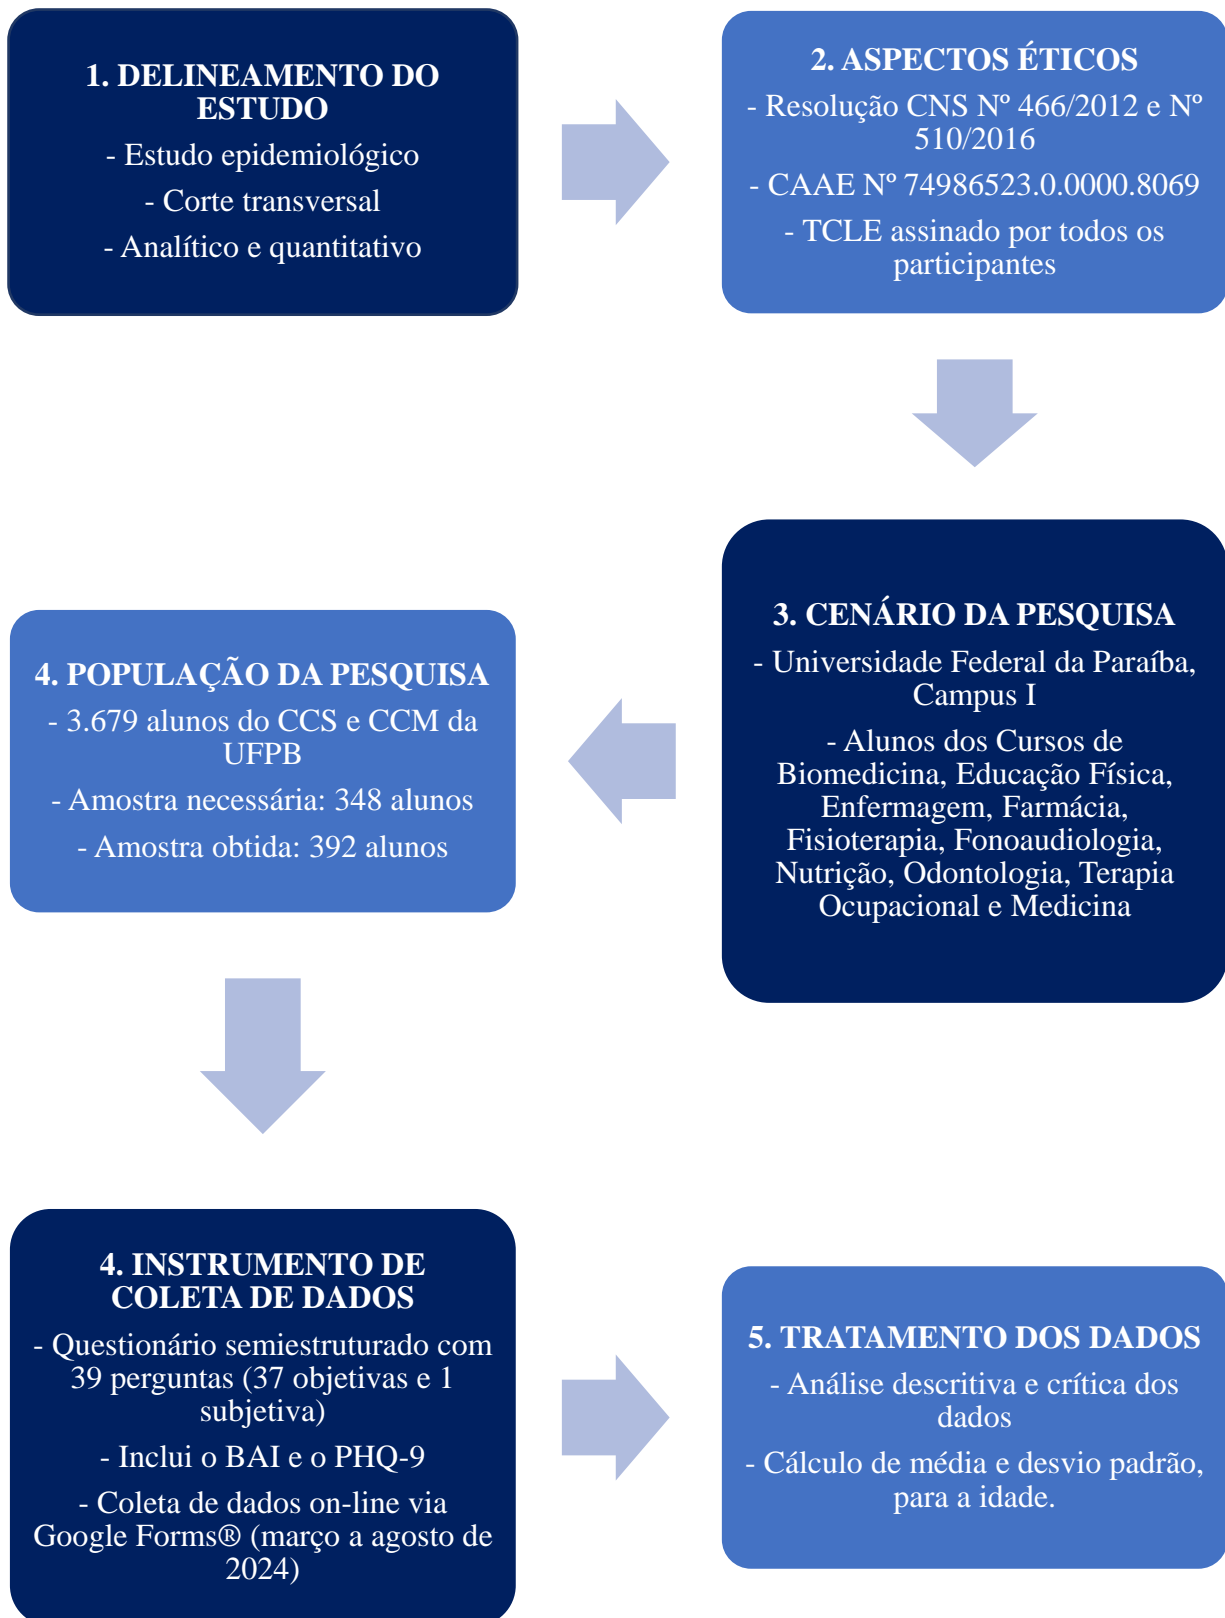 1. DELINEAMENTO DO
ESTUDO
- Estudo epidemiológico
- Corte transversal
- Analítico e quantitativo
2. ASPECTOS ÉTICOS
- Resolução CNS Nº 466/2012 e Nº
510/2016
- CAAE Nº 74986523.0.0000.8069
- TCLE assinado por todos os
participantes
3. CENÁRIO DA PESQUISA
- Universidade Federal da Paraíba,
Campus I
- Alunos dos Cursos de
Biomedicina, Educação Física,
Enfermagem, Farmácia,
Fisioterapia, Fonoaudiologia,
Nutrição, Odontologia, Terapia
Ocupacional e Medicina
4. POPULAÇÃO DA PESQUISA
- 3.679 alunos do CCS e CCM da
UFPB
- Amostra necessária: 348 alunos
- Amostra obtida: 392 alunos
4. INSTRUMENTO DE
COLETA DE DADOS
- Questionário semiestruturado com
39 perguntas (37 objetivas e 1
subjetiva)
- Inclui o BAI e o PHQ-9
- Coleta de dados on-line via
Google Forms® (março a agosto de
2024)
5. TRATAMENTO DOS DADOS
- Análise descritiva e crítica dos
dados
- Cálculo de média e desvio padrão,
para a idade.